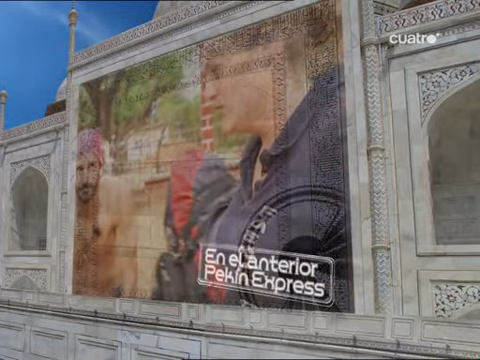 cuatro
En el anterior
Pekín Express